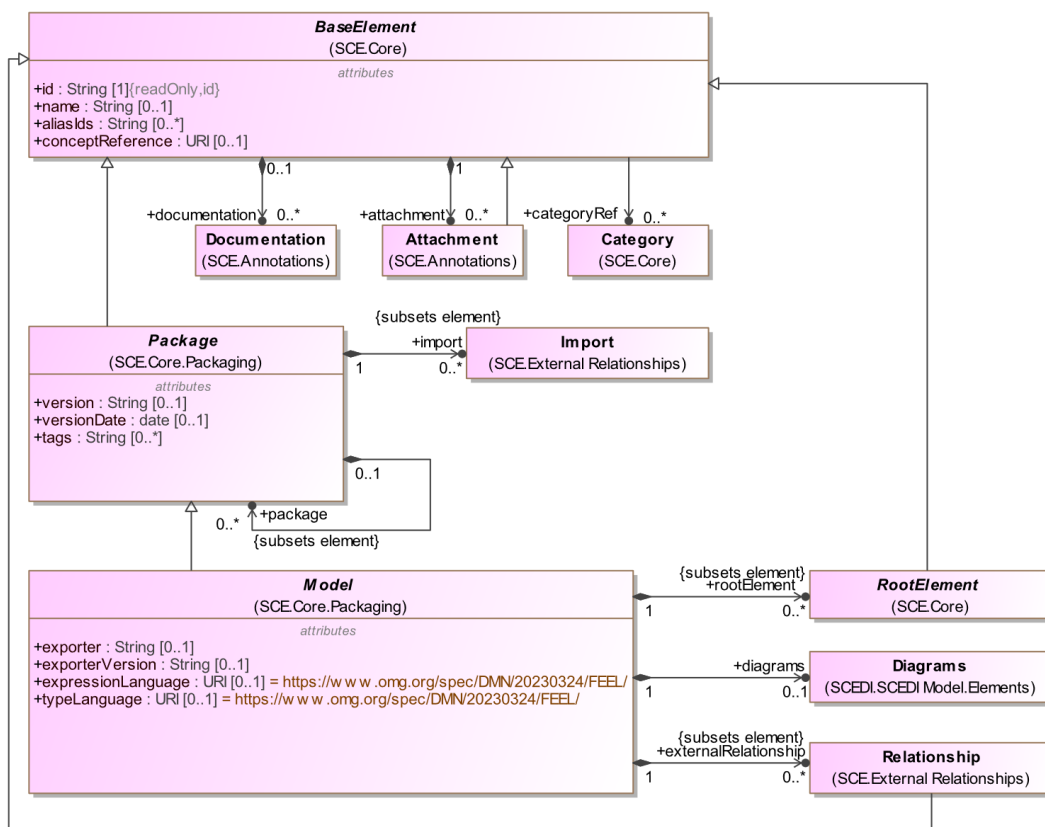 BaseElement
(SCE.Core)
attributes
+id : String [1]{readOnly,id}
+name : String [0..1]
+aliasIds : String [0..*]
+conceptReference : URI [0..1]
0..1
1
+documentation
0..*
+attachment
0..*
+categoryRef
0..*
Documentation
(SCE.Annotations)
Attachment
(SCE.Annotations)
Category
(SCE.Core)
Package
(SCE.Core.Packaging)
attributes
+version : String [0..1]
+versionDate : date [0..1]
+tags : String [0..*]
{subsets element}
+import
1
0..*
Import
(SCE.External Relationships)
0..1
0..*
+package
{subsets element}
Model
(SCE.Core.Packaging)
attributes
+exporter : String [0..1]
+exporterVersion : String [0..1]
+expressionLanguage : URI [0..1] = https://www.omg.org/spec/DMN/20230324/FEEL/
+typeLanguage : URI [0..1] = https://www.omg.org/spec/DMN/20230324/FEEL/
{subsets element}
+rootElement
1
0..*
RootElement
(SCE.Core)
+diagrams
1
0..1
Diagrams
(SCEDI.SCEDI Model.Elements)
{subsets element}
+externalRelationship
1
0..*
Relationship
(SCE.External Relationships)